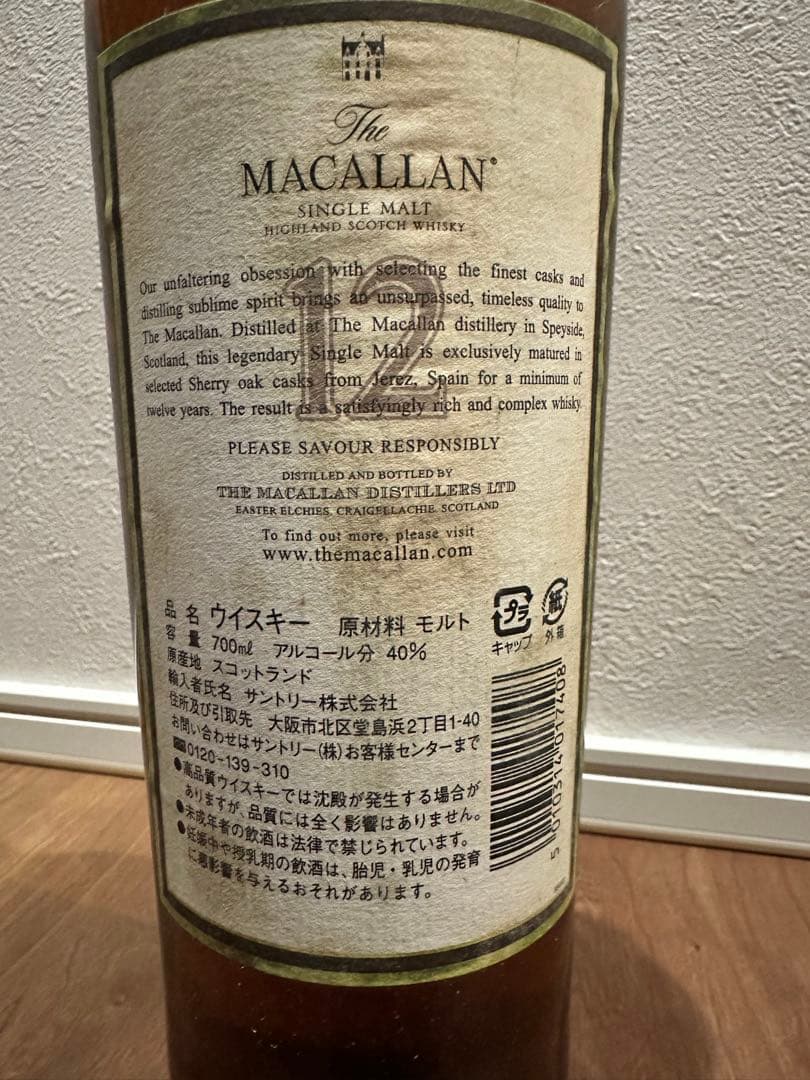 The
MACALLAN®
SINGLE MALT
HIGHLAND SCOTCH WHISKY
12
Our unfaltering obsession with selecting the finest casks and
distilling sublime spirit brings an unsurpassed, timeless quality to
The Macallan. Distilled at The Macallan distillery in Speyside,
Scotland, this legendary Single Malt is exclusively matured in
selected Sherry oak casks from Jerez, Spain for a minimum of
twelve years. The result is a satisfyingly rich and complex whisky.
PLEASE SAVOUR RESPONSIBLY
DISTILLED AND BOTTLED BY
THE MACALLAN DISTILLERS LTD
EASTER ELCHIES, CRAIGELLACHIE, SCOTLAND
To find out more, please visit
www.themacallan.com
品名 ウイスキー 原材料 モルト
容量 700㎖ アルコール分 40%
原産地 スコットランド
輸入者氏名 サントリー株式会社
住所及び引取先 大阪市北区堂島浜2丁目1-40
お問い合わせはサントリー(株)お客様センターまで
☎0120-139-310
●高品質ウイスキーでは沈殿が発生する場合が
ありますが、品質には全く影響はありません。
●未成年者の飲酒は法律で禁じられています。
●妊娠中や授乳期の飲酒は、胎児・乳児の発育
に悪影響を与えるおそれがあります。
プラ
キャップ
紙
外箱
5 010314 017408